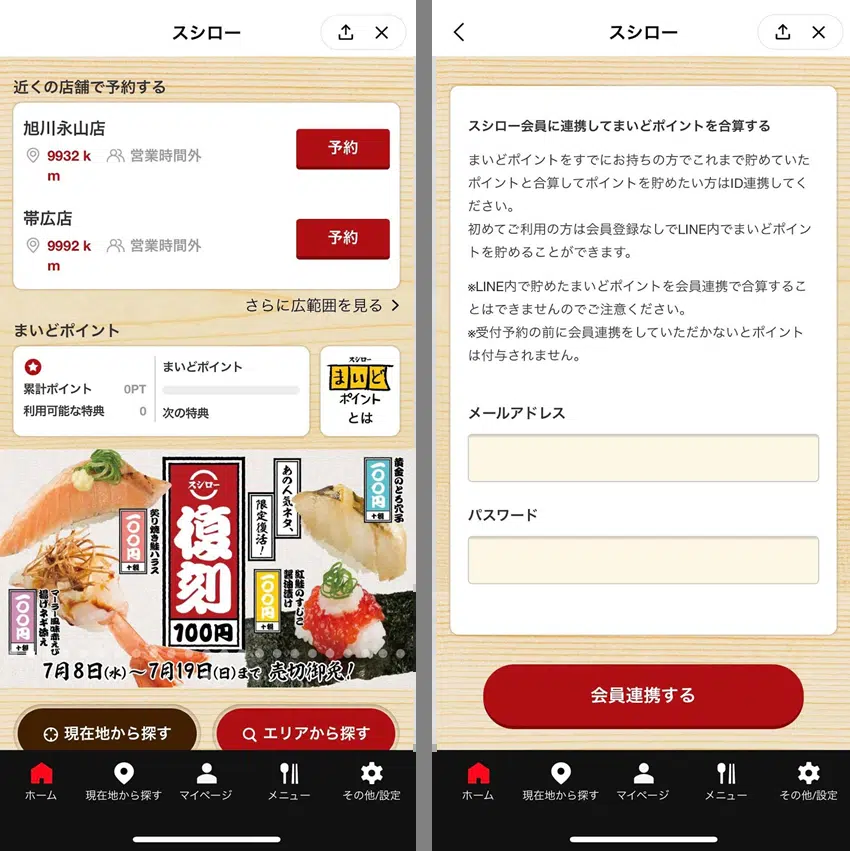 スシロー
近くの店舗で予約する
旭川永山店
9932 k
m
営業時間外
予約
帯広店
9992 k
m
営業時間外
予約
さらに広範囲を見る
まいどポイント
累計ポイント 0PT
利用可能な特典 0
まいどポイント
次の特典
スシロー
まいど
ポイント
とは
スシロー
復刻
100円
あの人気ネタ、
限定復活!
炙り焼き鮭ハラス
一〇〇円
+税
黄金のとろ穴子
一〇〇円
+税
マーラー風味赤えび
揚げネギ添え
一〇〇円
+税
紅鮭のすじこ
醤油漬け
一〇〇円
+税
7月8日(水)~7月19日(日)まで 売切御免!
現在地から探す
エリアから探す
ホーム
現在地から探す
マイページ
メニュー
その他/設定
スシロー
スシロー会員に連携してまいどポイントを合算する
まいどポイントをすでにお持ちの方でこれまで貯めていた
ポイントと合算してポイントを貯めたい方はID連携してく
ださい。
初めてご利用の方は会員登録なしでLINE内でまいどポイン
トを貯めることができます。
※LINE内で貯めたまいどポイントを会員連携で合算するこ
とはできませんのでご注意ください。
※受付予約の前に会員連携をしていただかないとポイント
は付与されません。
メールアドレス
パスワード
会員連携する
ホーム
現在地から探す
マイページ
メニュー
その他/設定